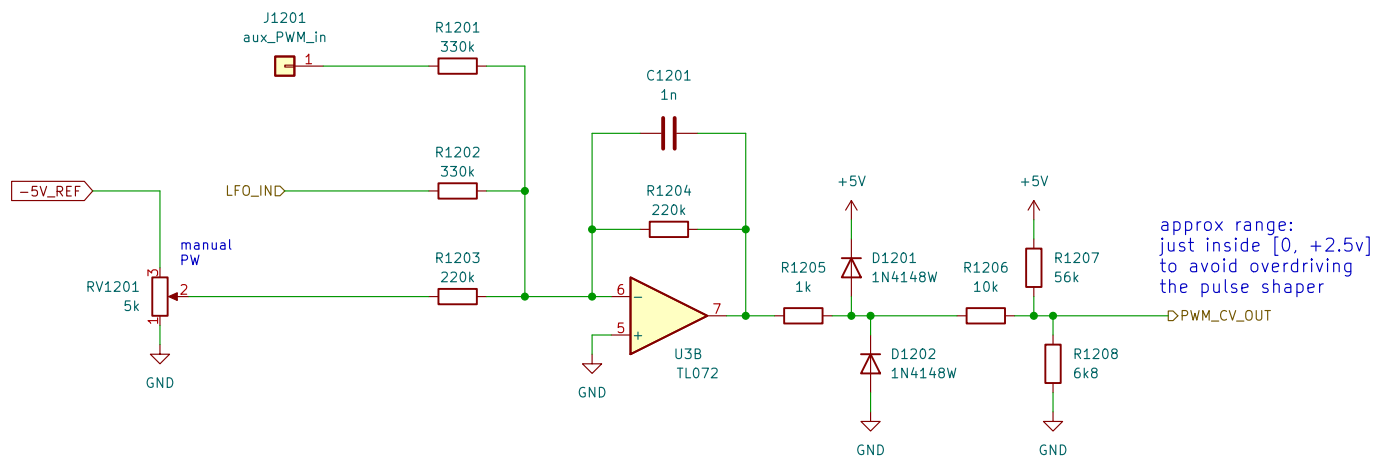 J1201
aux_PWM_in
1
R1201
330k
C1201
1n
R1202
330k
-5V_REF
LFO_IN
R1204
220k
+5V
+5V
approx range:
just inside [0, +2.5v]
to avoid overdriving
the pulse shaper
manual
PW
R1203
220k
RV1201
5k
3
2
1
6
5
7
−
+
U3B
TL072
R1205
1k
D1201
1N4148W
R1206
10k
R1207
56k
PWM_CV_OUT
D1202
1N4148W
R1208
6k8
GND
GND
GND
GND